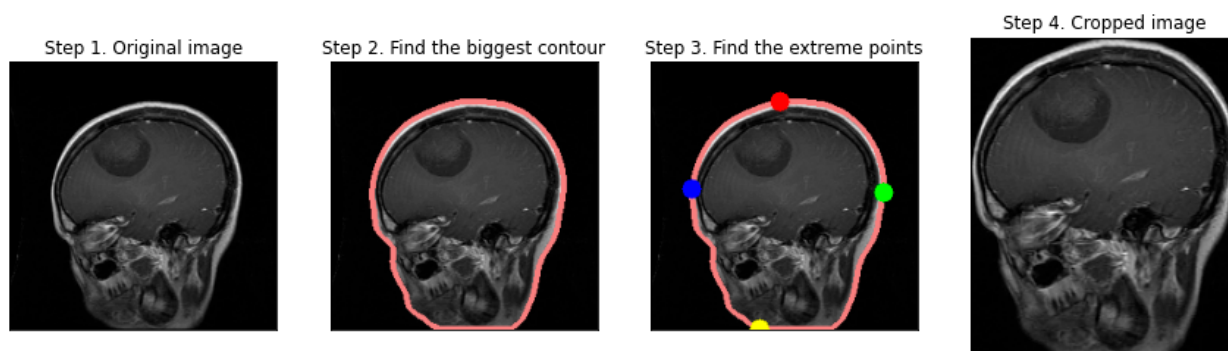 Step 1. Original image
Step 2. Find the biggest contour
Step 3. Find the extreme points
Step 4. Cropped image